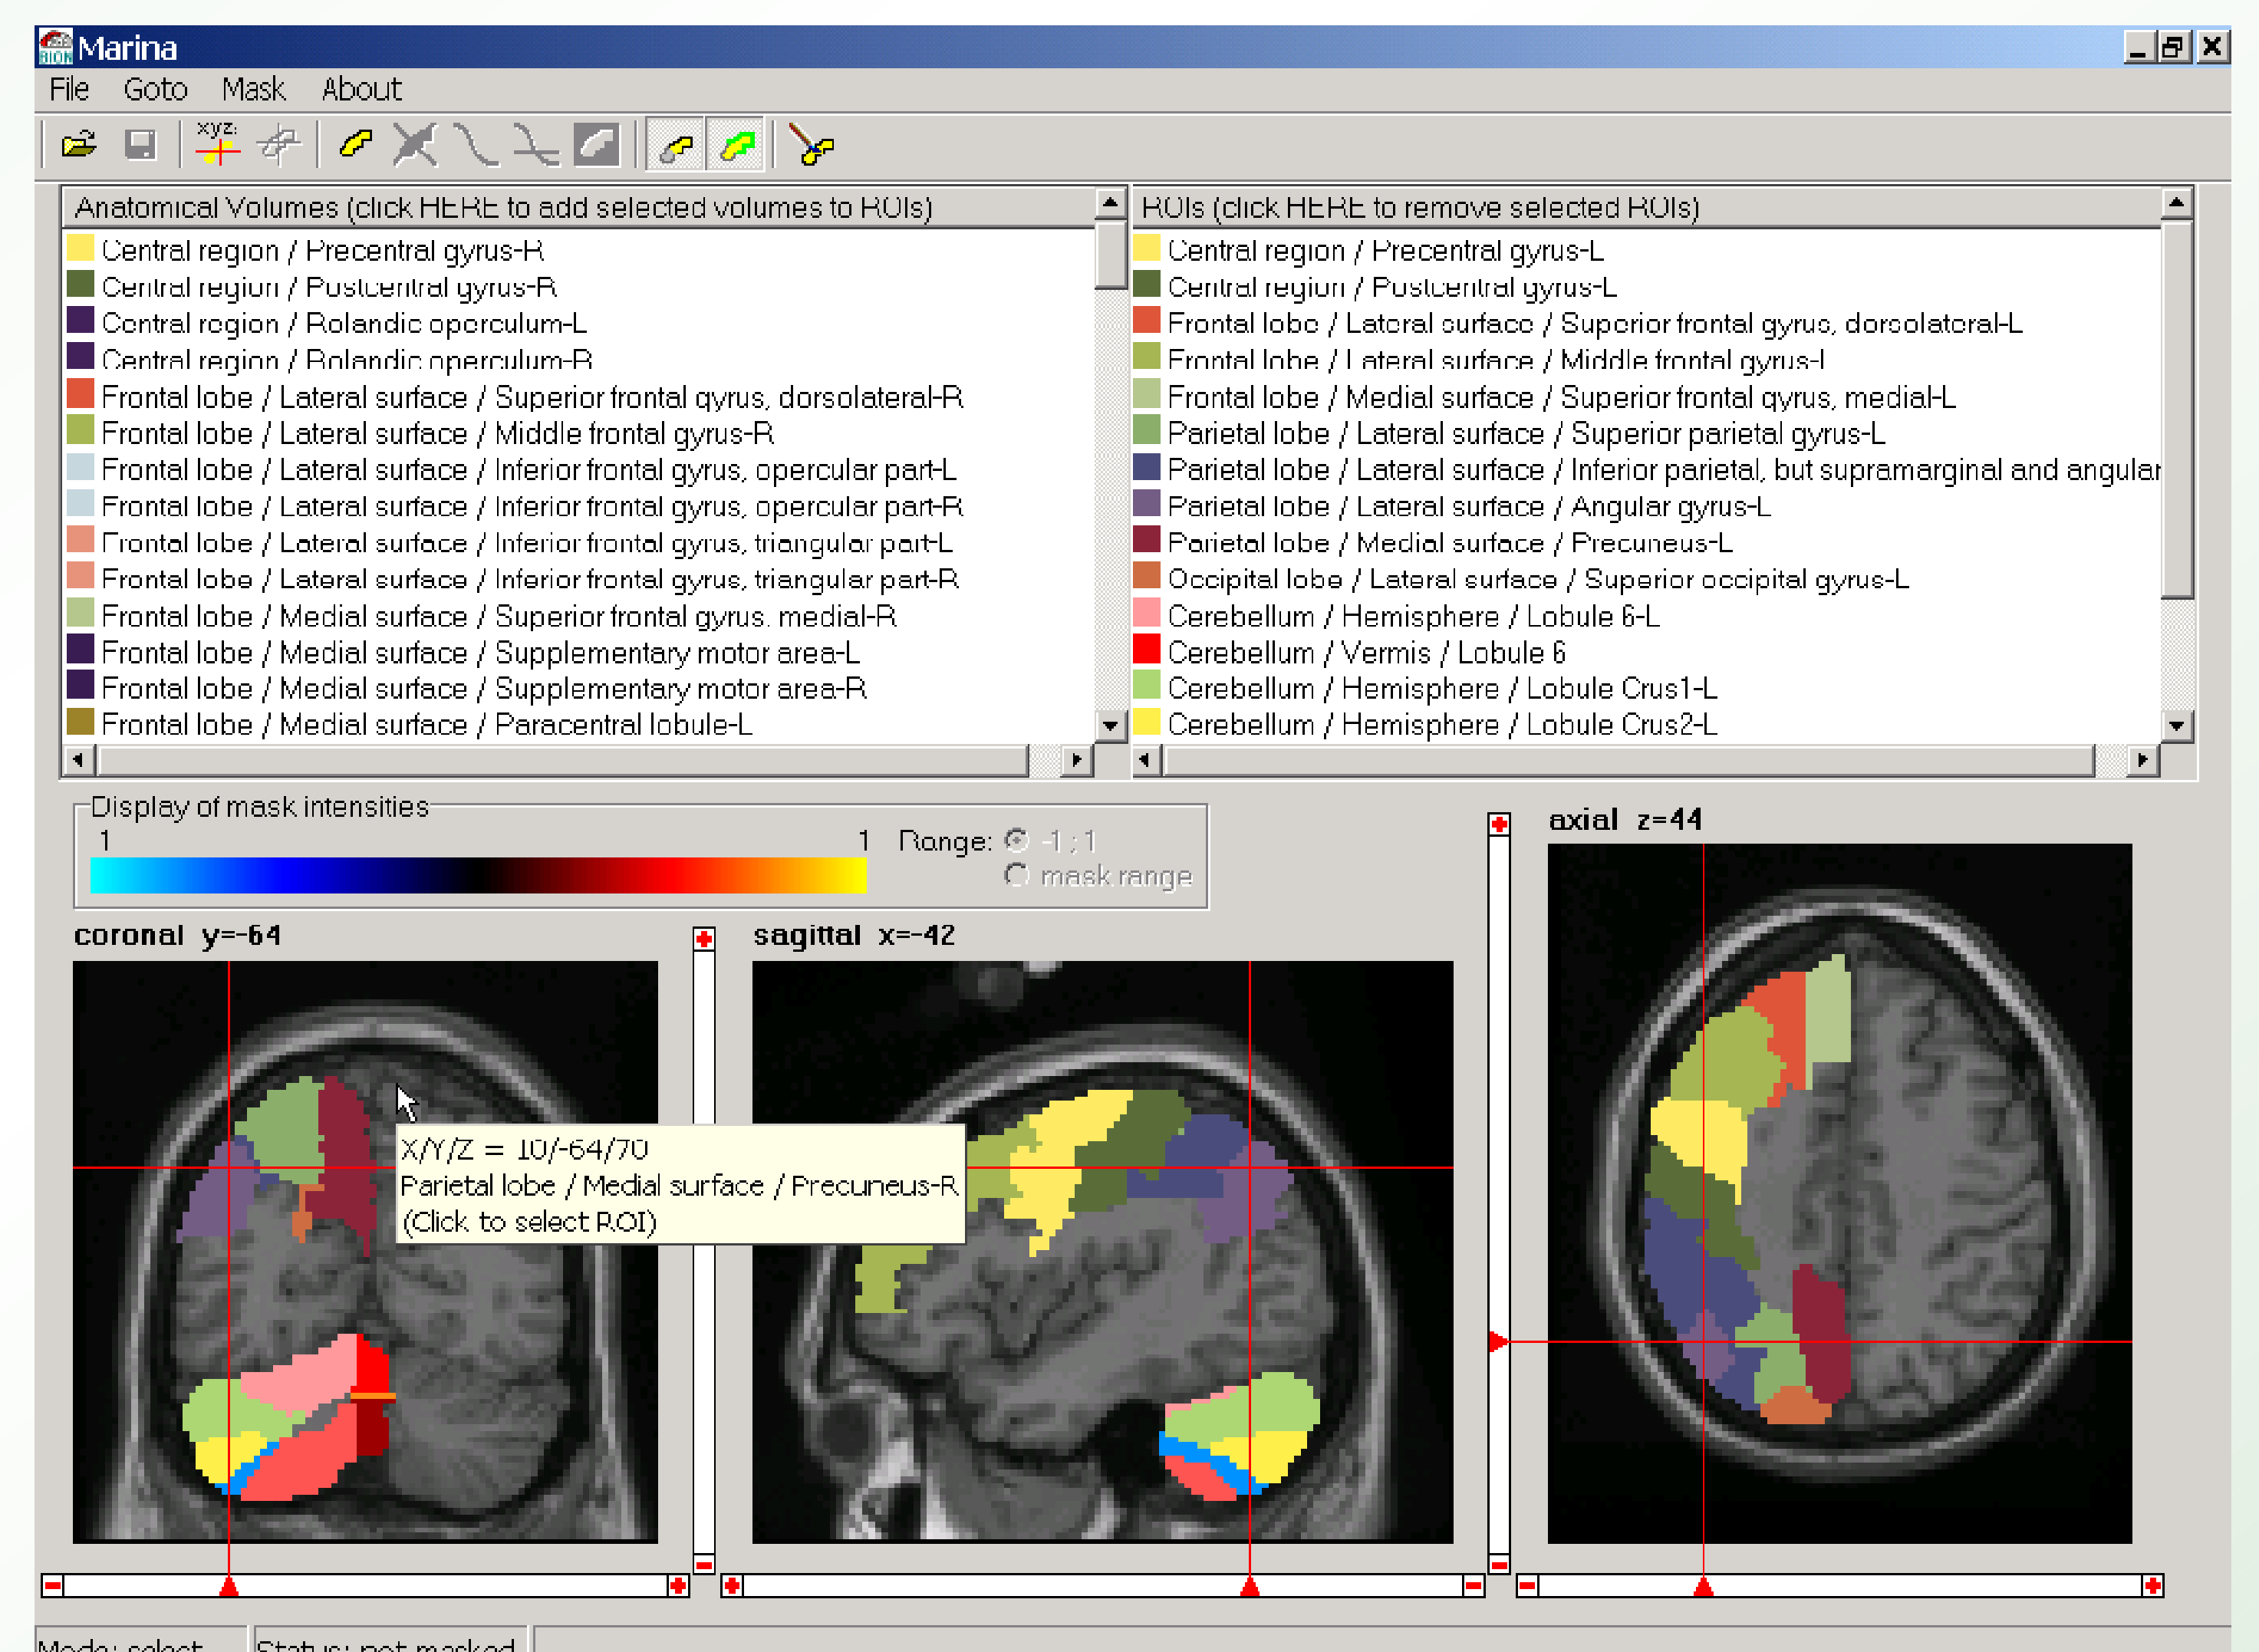 BION Marina
File Goto Mask About
xyz:
Anatomical Volumes (click HERE to add selected volumes to ROIs)
Central region / Precentral gyrus-R
Central region / Postcentral gyrus-R
Central region / Rolandic operculum-L
Central region / Rolandic operculum-R
Frontal lobe / Lateral surface / Superior frontal gyrus, dorsolateral-R
Frontal lobe / Lateral surface / Middle frontal gyrus-R
Frontal lobe / Lateral surface / Inferior frontal gyrus, opercular part-L
Frontal lobe / Lateral surface / Inferior frontal gyrus, opercular part-R
Frontal lobe / Lateral surface / Inferior frontal gyrus, triangular part-L
Frontal lobe / Lateral surface / Inferior frontal gyrus, triangular part-R
Frontal lobe / Medial surface / Superior frontal gyrus, medial-R
Frontal lobe / Medial surface / Supplementary motor area-L
Frontal lobe / Medial surface / Supplementary motor area-R
Frontal lobe / Medial surface / Paracentral lobule-L
ROIs (click HERE to remove selected ROIs)
Central region / Precentral gyrus-L
Central region / Postcentral gyrus-L
Frontal lobe / Lateral surface / Superior frontal gyrus, dorsolateral-L
Frontal lobe / Lateral surface / Middle frontal gyrus-L
Frontal lobe / Medial surface / Superior frontal gyrus, medial-L
Parietal lobe / Lateral surface / Superior parietal gyrus-L
Parietal lobe / Lateral surface / Inferior parietal, but supramarginal and angular
Parietal lobe / Lateral surface / Angular gyrus-L
Parietal lobe / Medial surface / Precuneus-L
Occipital lobe / Lateral surface / Superior occipital gyrus-L
Cerebellum / Hemisphere / Lobule 6-L
Cerebellum / Vermis / Lobule 6
Cerebellum / Hemisphere / Lobule Crus1-L
Cerebellum / Hemisphere / Lobule Crus2-L
Display of mask intensities
1 1 Range: -1 ; 1
mask range
axial z=44
coronal y=-64
sagittal x=-42
X/Y/Z = 10/-64/70
Parietal lobe / Medial surface / Precuneus-R
(Click to select ROI)
Mode: select Status: not masked